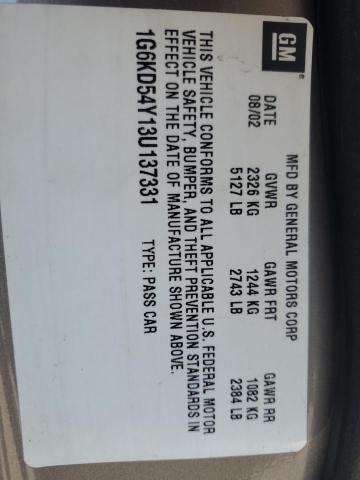 GM
MFD BY GENERAL MOTORS CORP
DATE GVWR GAWR FRT GAWR RR
08/02 2326 KG 1244 KG 1082 KG
5127 LB 2743 LB 2384 LB
THIS VEHICLE CONFORMS TO ALL APPLICABLE U.S. FEDERAL MOTOR
VEHICLE SAFETY, BUMPER, AND THEFT PREVENTION STANDARDS IN
EFFECT ON THE DATE OF MANUFACTURE SHOWN ABOVE.
1G6KD54Y13U137331 TYPE: PASS CAR